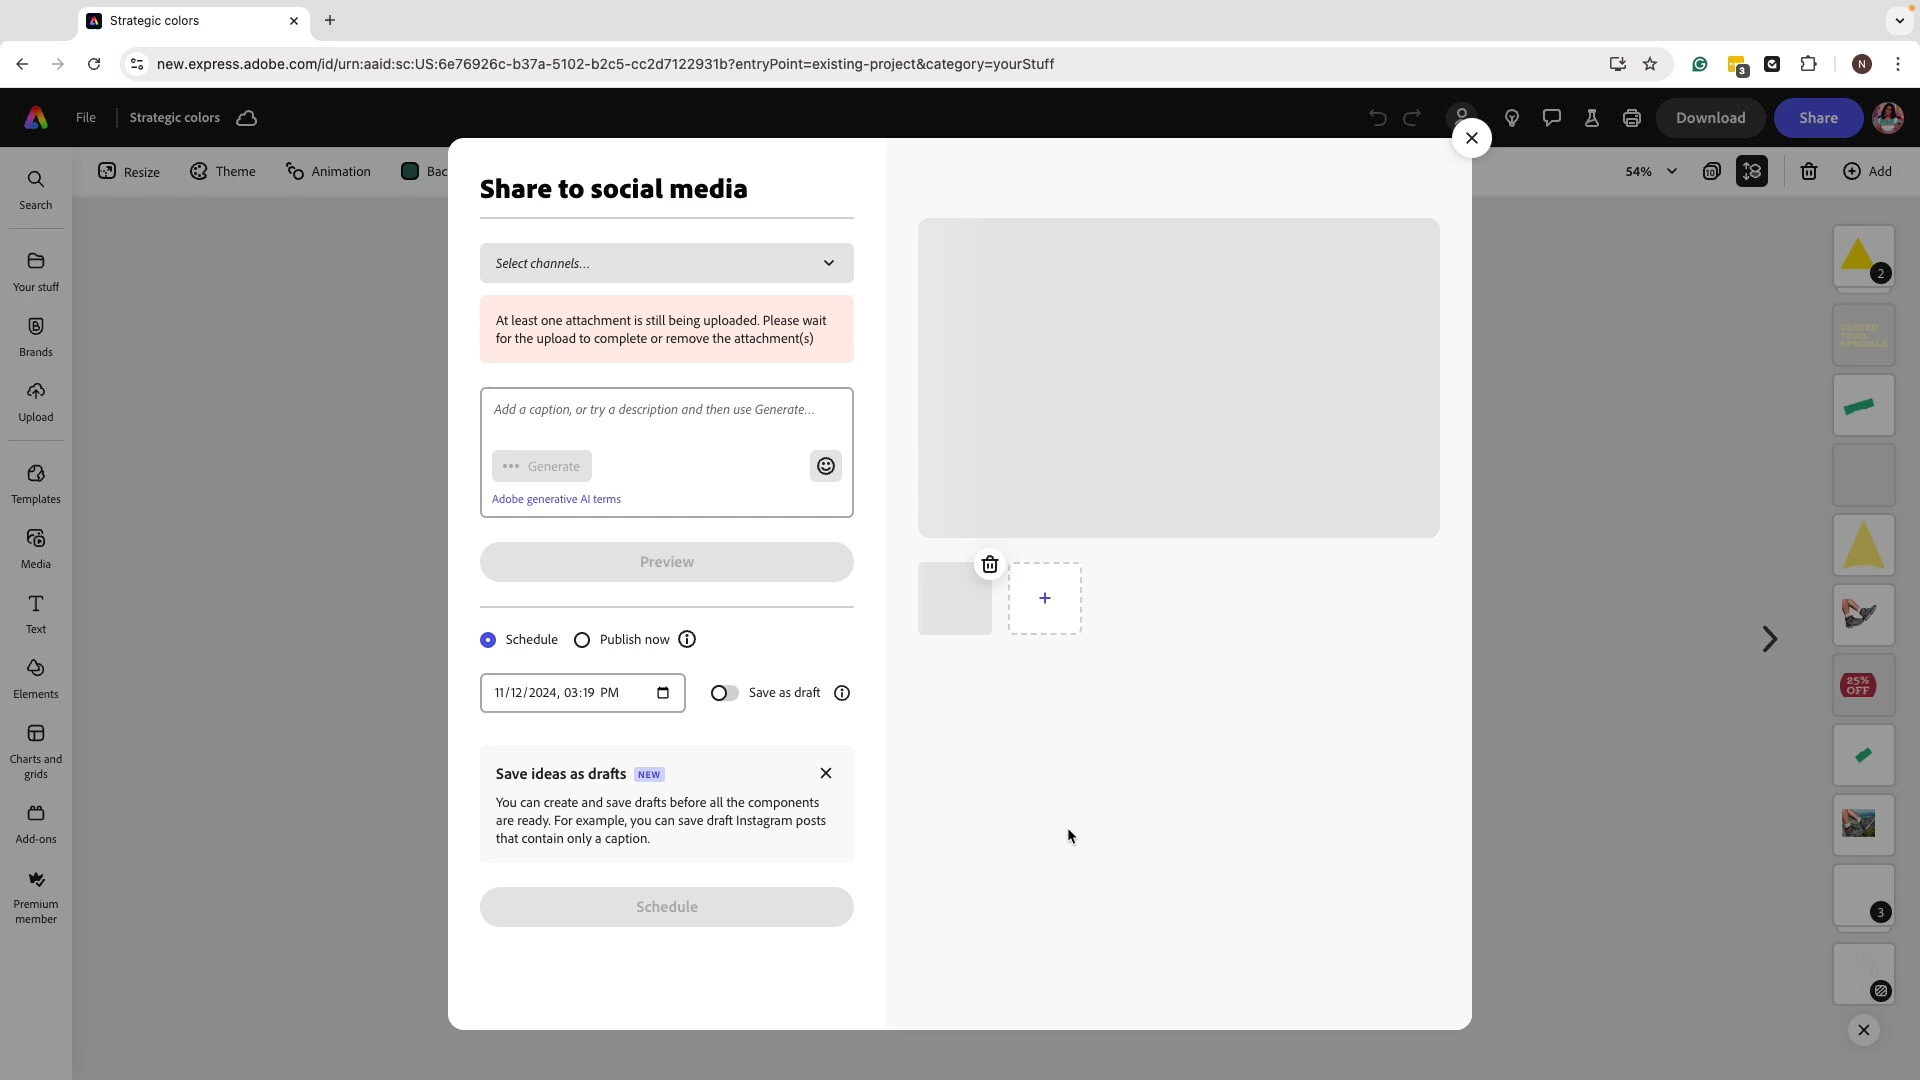 Strategic colors
new.express.adobe.com/id/urn:aaid:sc:US:6e76926c-b37a-5102-b2c5-cc2d7122931b?entryPoint=existing-project&category=yourStuff
3
N
File
Strategic colors
Download
Share
Resize
Theme
Animation
Bac
54%
10
Add
Search
Your stuff
Brands
Upload
Templates
Media
Text
Elements
Charts and
grids
Add-ons
Premium
member
Share to social media
Select channels...
At least one attachment is still being uploaded. Please wait
for the upload to complete or remove the attachment(s)
Add a caption, or try a description and then use Generate...
Generate
Adobe generative AI terms
Preview
Schedule
Publish now
11/12/2024, 03:19 PM
Save as draft
Save ideas as drafts NEW
You can create and save drafts before all the components
are ready. For example, you can save draft Instagram posts
that contain only a caption.
Schedule
2
GUIDED
TRAIL
SPECIALS
25%
OFF
3